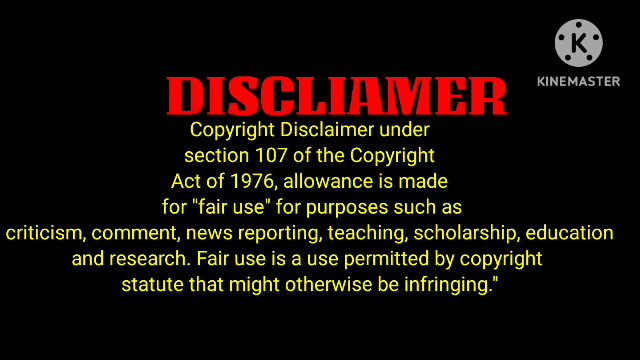 KINEMASTER
DISCLIAMER
Copyright Disclaimer under
section 107 of the Copyright
Act of 1976, allowance is made
for "fair use" for purposes such as
criticism, comment, news reporting, teaching, scholarship, education
and research. Fair use is a use permitted by copyright
statute that might otherwise be infringing."